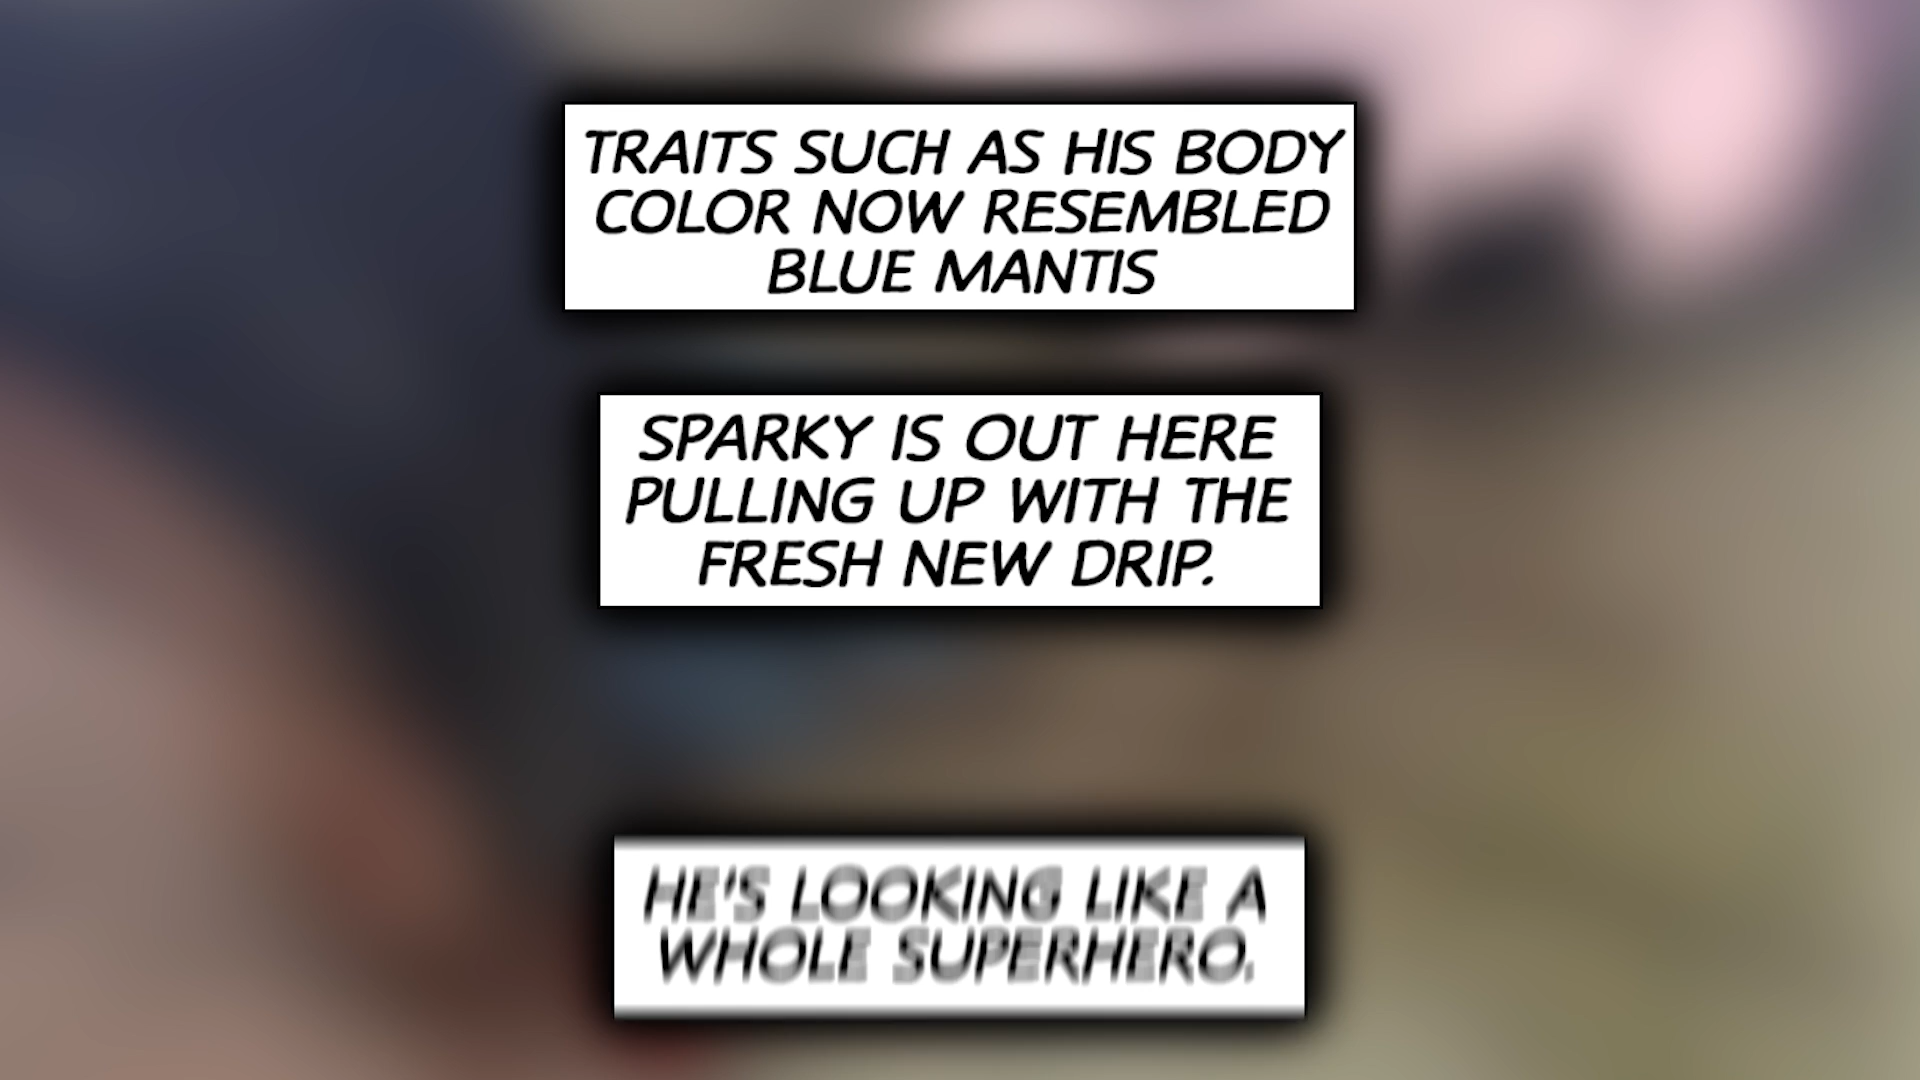 TRAITS SUCH AS HIS BODY
COLOR NOW RESEMBLED
BLUE MANTIS
SPARKY IS OUT HERE
PULLING UP WITH THE
FRESH NEW DRIP.
HE'S LOOKING LIKE A
WHOLE SUPERHERO.